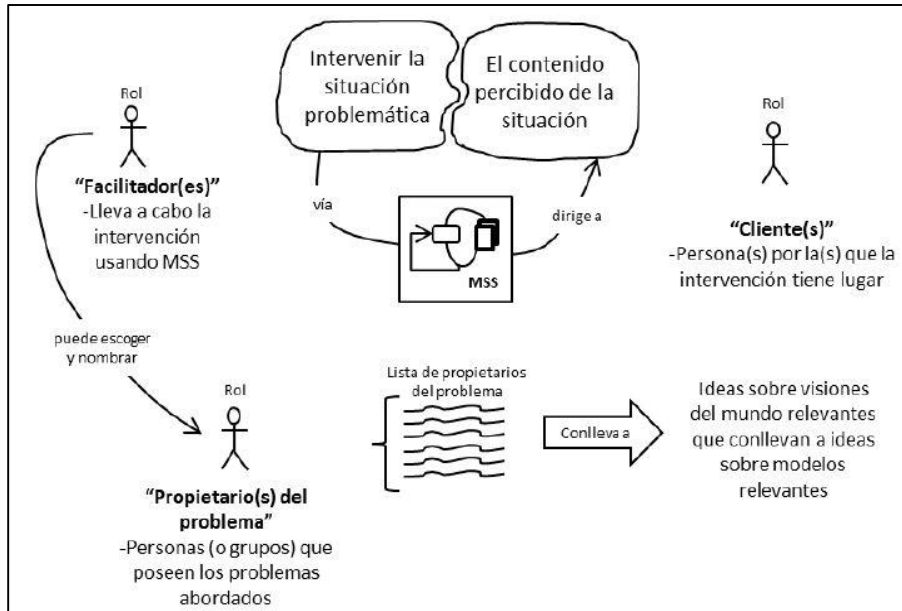 Intervenir la
situación
problemática
El contenido
percibido de la
situación
Rol
"Facilitador(es)"
-Lleva a cabo la
intervención
usando MSS
vía
MSS
dirige a
Rol
"Cliente(s)"
-Persona(s) por la(s) que la
intervención tiene lugar
puede escoger
y nombrar
Rol
"Propietario(s) del
problema"
-Personas (o grupos) que
poseen los problemas
abordados
Lista de propietarios
del problema
Conlleva a
Ideas sobre visiones
del mundo relevantes
que conllevan a ideas
sobre modelos
relevantes